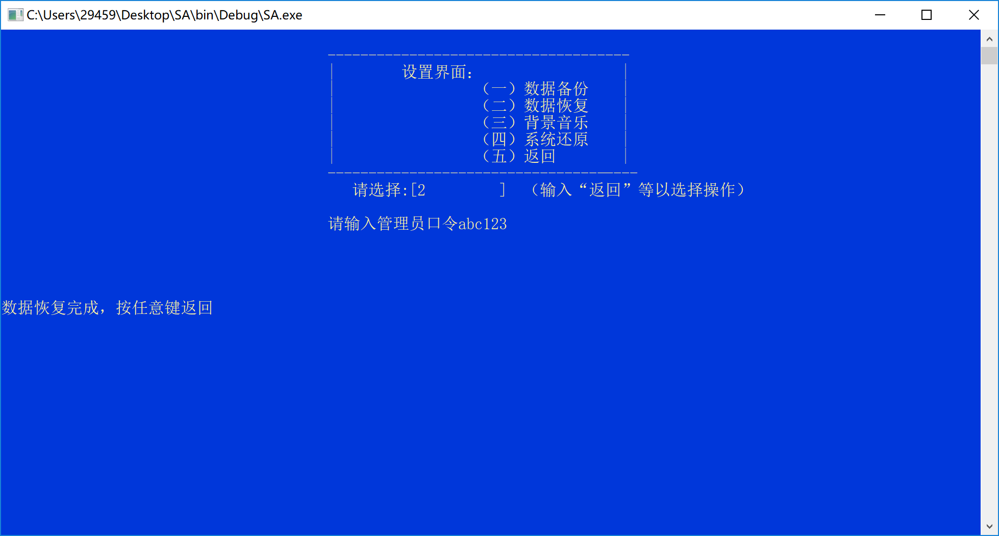 C:\Users\29459\Desktop\SA\bin\Debug\SA.exe
-------------------------------------
| 设置界面： |
| （一）数据备份 |
| （二）数据恢复 |
| （三）背景音乐 |
| （四）系统还原 |
| （五）返回 |
--------------------------------------
请选择:[2 ] （输入“返回”等以选择操作）
请输入管理员口令abc123
数据恢复完成，按任意键返回